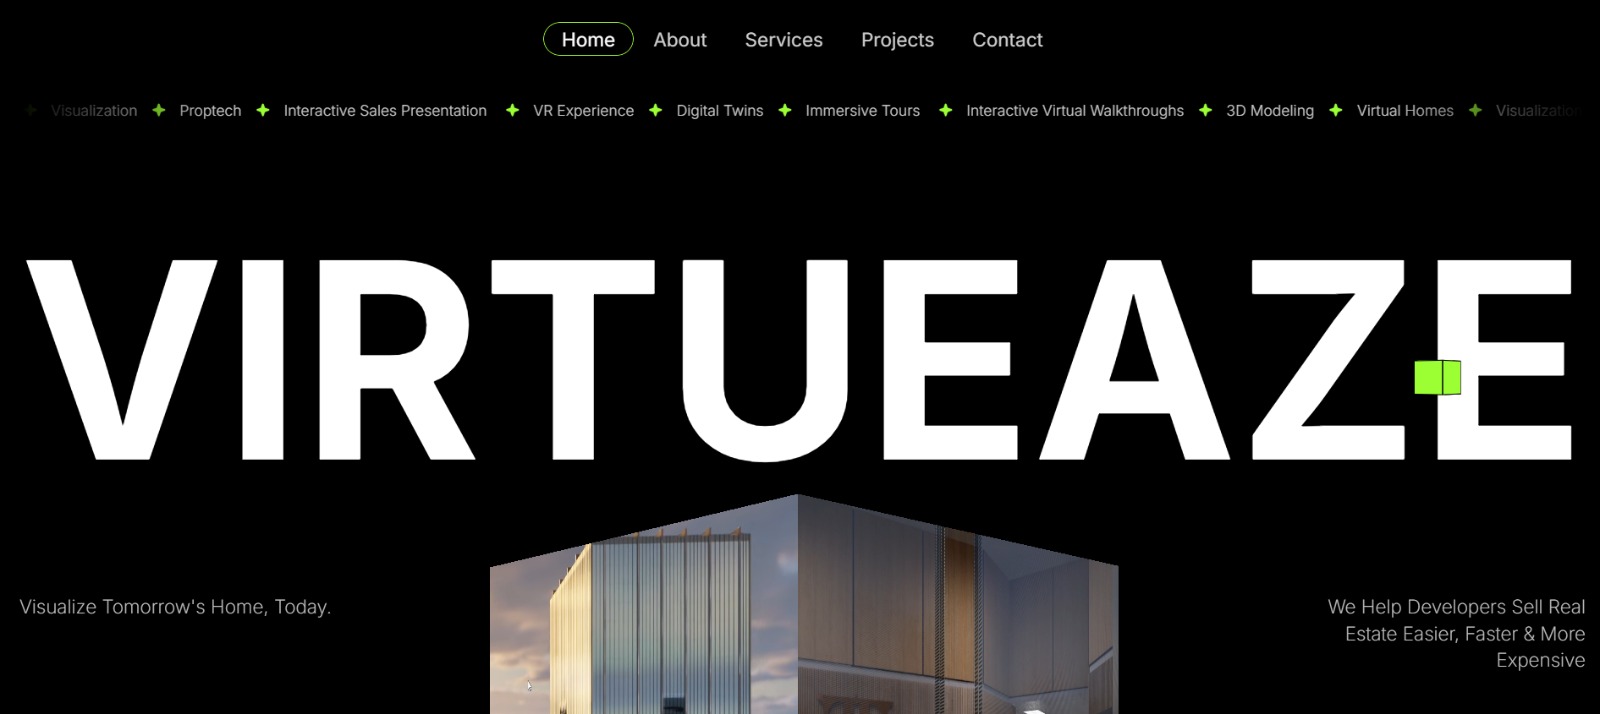 Home About Services Projects Contact
Visualization Proptech Interactive Sales Presentation VR Experience Digital Twins Immersive Tours Interactive Virtual Walkthroughs 3D Modeling Virtual Homes Visualization
VIRTUEAZE
Visualize Tomorrow's Home, Today.
We Help Developers Sell Real
Estate Easier, Faster & More
Expensive